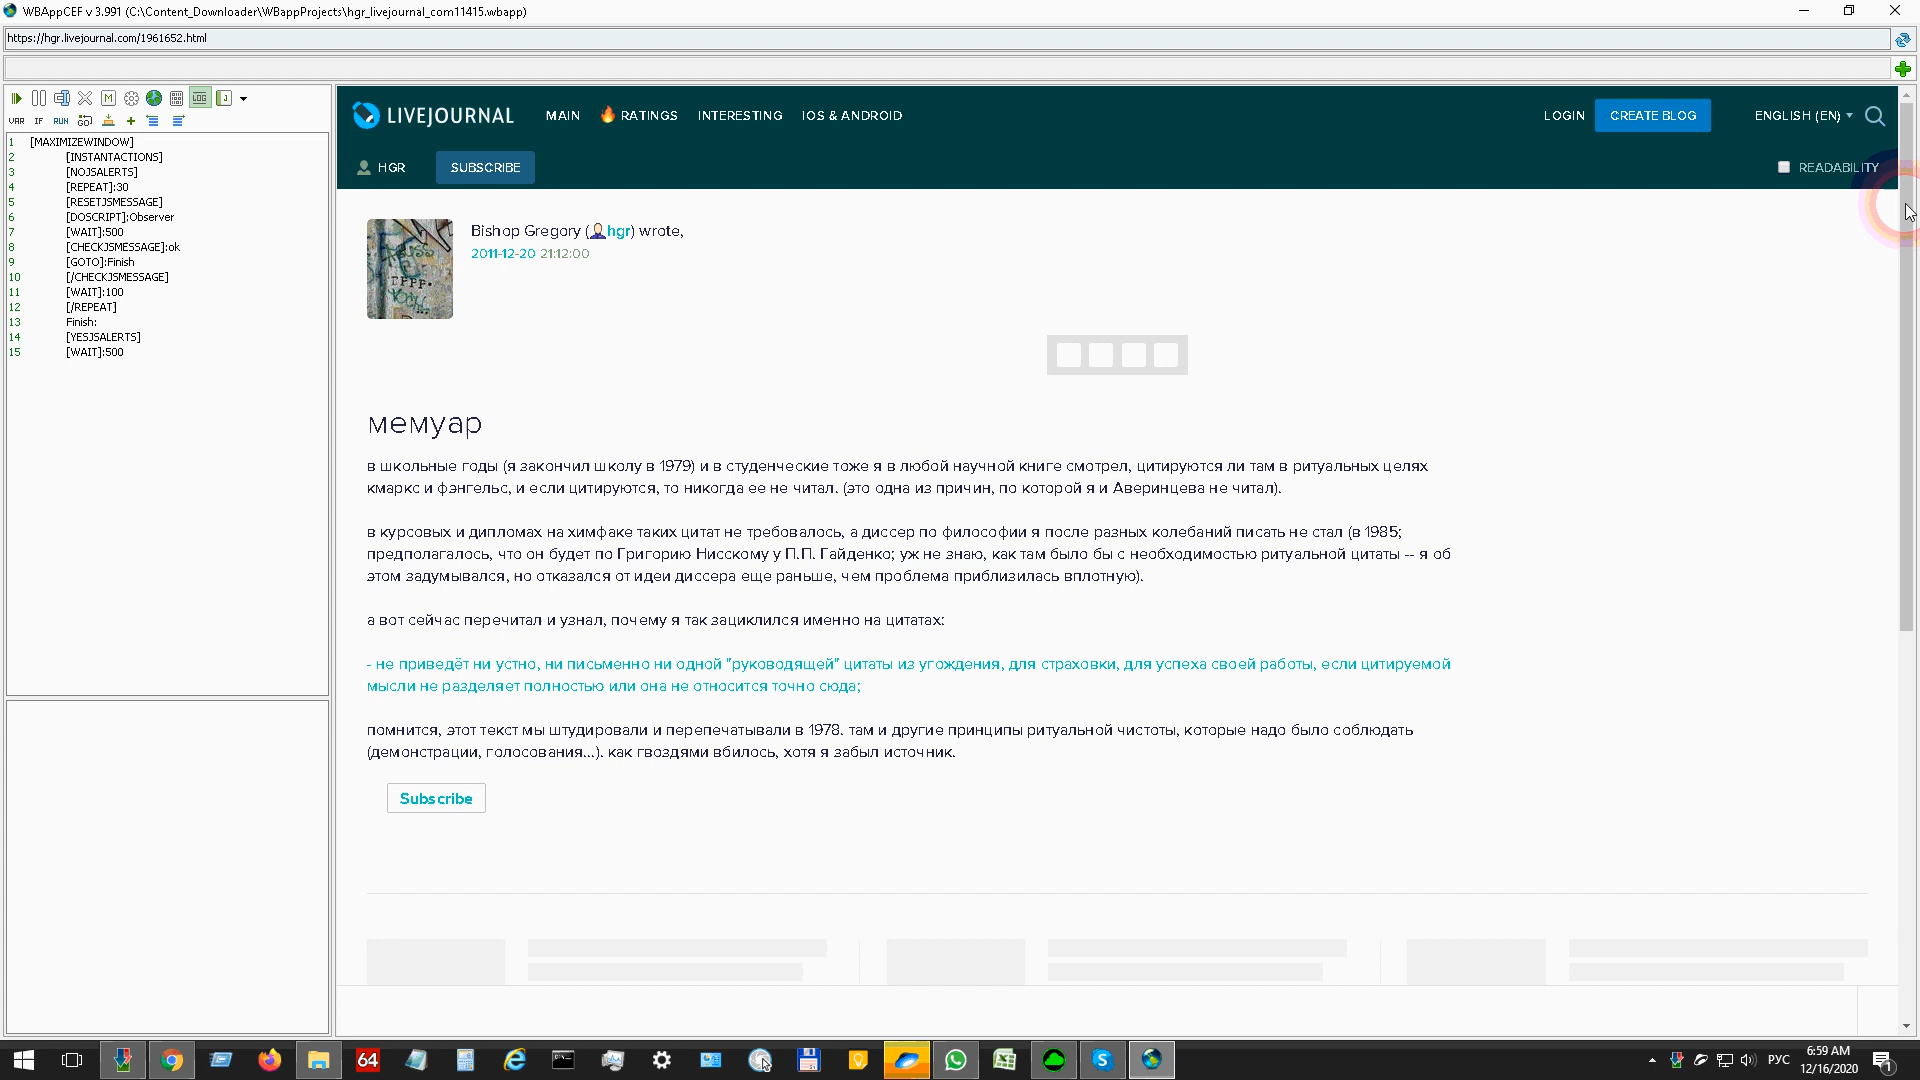 WBAppCEF v 3.991 (C:\Content_Downloader\WBappProjects\hgr_livejournal_com11415.wbapp)
https://hgr.livejournal.com/1961652.html
M
LOG
J
VAR IF RUN GO!
1 [MAXIMIZEWINDOW]
2 [INSTANTACTIONS]
3 [NOJSALERTS]
4 [REPEAT]:30
5 [RESETJSMESSAGE]
6 [DOSCRIPT]:Observer
7 [WAIT]:500
8 [CHECKJSMESSAGE]:ok
9 [GOTO]:Finish
10 [/CHECKJSMESSAGE]
11 [WAIT]:100
12 [/REPEAT]
13 Finish:
14 [YESJSALERTS]
15 [WAIT]:500
LIVEJOURNAL MAIN RATINGS INTERESTING IOS & ANDROID LOGIN CREATE BLOG ENGLISH (EN)
HGR SUBSCRIBE READABILITY
Bishop Gregory (hgr) wrote,
2011-12-20 21:12:00
мемуар
в школьные годы (я закончил школу в 1979) и в студенческие тоже я в любой научной книге смотрел, цитируются ли там в ритуальных целях
кмаркс и фэнгельс, и если цитируются, то никогда ее не читал. (это одна из причин, по которой я и Аверинцева не читал).
в курсовых и дипломах на химфаке таких цитат не требовалось, а диссер по философии я после разных колебаний писать не стал (в 1985;
предполагалось, что он будет по Григорию Нисскому у П.П. Гайденко; уж не знаю, как там было бы с необходимостью ритуальной цитаты -- я об
этом задумывался, но отказался от идеи диссера еще раньше, чем проблема приблизилась вплотную).
а вот сейчас перечитал и узнал, почему я так зациклился именно на цитатах:
- не приведёт ни устно, ни письменно ни одной "руководящей" цитаты из угождения, для страховки, для успеха своей работы, если цитируемой
мысли не разделяет полностью или она не относится точно сюда;
помнится, этот текст мы штудировали и перепечатывали в 1978. там и другие принципы ритуальной чистоты, которые надо было соблюдать
(демонстрации, голосования...). как гвоздями вбилось, хотя я забыл источник.
Subscribe
64
РУС
6:59 AM
12/16/2020
1